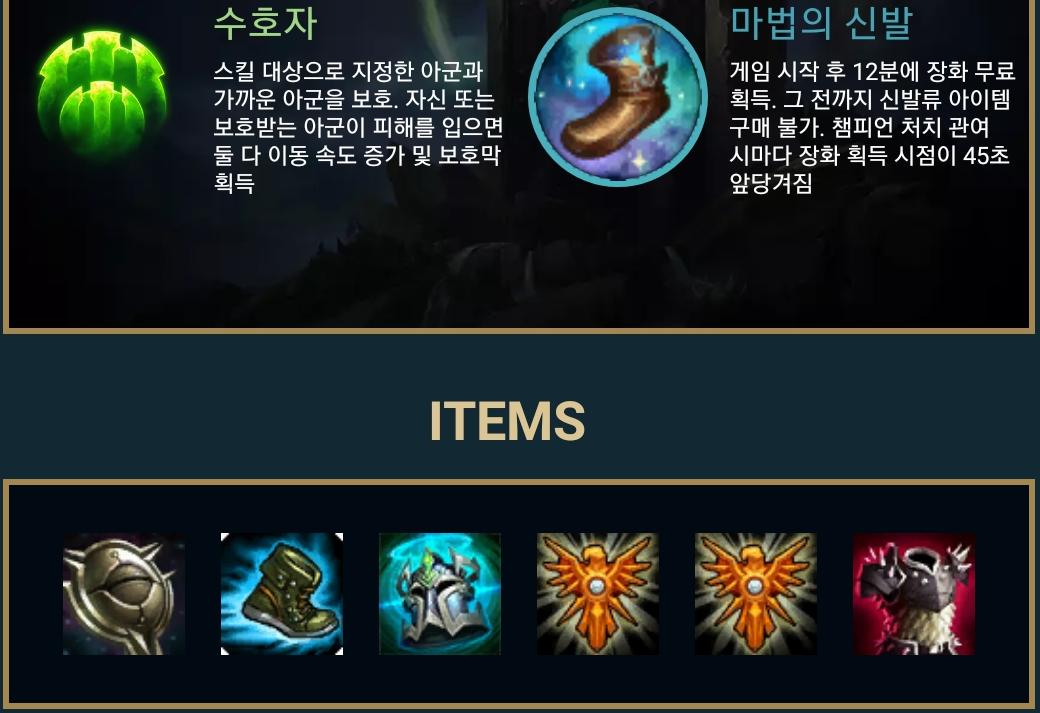 수호자
스킬 대상으로 지정한 아군과
가까운 아군을 보호. 자신 또는
보호받는 아군이 피해를 입으면
둘 다 이동 속도 증가 및 보호막
획득
마법의 신발
게임 시작 후 12분에 장화 무료
획득. 그 전까지 신발류 아이템
구매 불가. 챔피언 처치 관여
시마다 장화 획득 시점이 45초
앞당겨짐
ITEMS